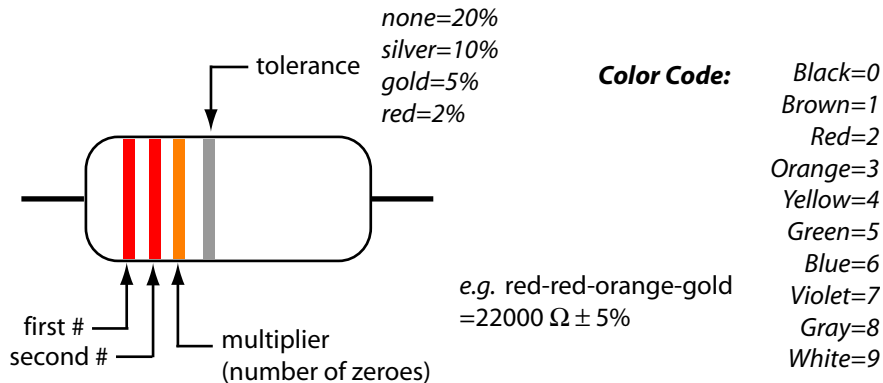 none=20%
silver=10%
gold=5%
red=2%
tolerance
Color Code:
Black=0
Brown=1
Red=2
Orange=3
Yellow=4
Green=5
Blue=6
Violet=7
Gray=8
White=9
e.g. red-red-orange-gold
=22000 Ω ± 5%
first #
second #
multiplier
(number of zeroes)